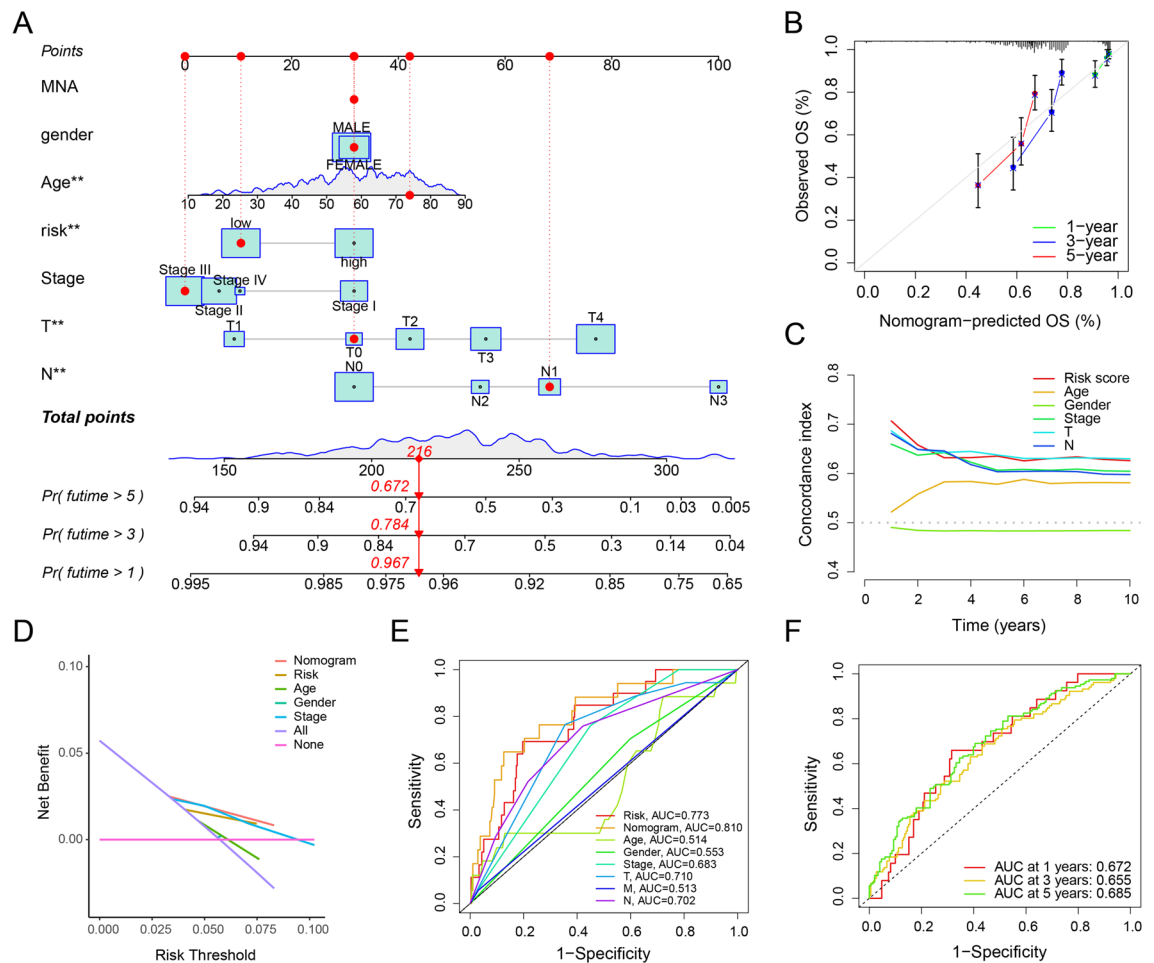 A
Points
0 20 40 60 80 100
MNA
gender
MALE
FEMALE
Age**
10 20 30 40 50 60 70 80 90
risk**
low
high
Stage
Stage III
Stage IV
Stage II
Stage I
T**
T1 T2 T4
T0 T3
N**
N0 N1
N2 N3
Total points
216
150 200 250 300
0.672
Pr( futime > 5 )
0.94 0.9 0.84 0.7 0.5 0.3 0.1 0.03 0.005
0.784
Pr( futime > 3 )
0.94 0.9 0.84 0.7 0.5 0.3 0.14 0.04
0.967
Pr( futime > 1 )
0.995 0.985 0.975 0.96 0.92 0.85 0.75 0.65
B
Observed OS (%)
1.0
0.8
0.6
0.4
0.2
0.0
1−year
3−year
5−year
0.0 0.2 0.4 0.6 0.8 1.0
Nomogram−predicted OS (%)
C
Concordance index
0.8
0.7
0.6
0.5
0.4
Risk score
Age
Gender
Stage
T
N
0 2 4 6 8 10
Time (years)
D
Net Benefit
0.10
0.05
0.00
Nomogram
Risk
Age
Gender
Stage
All
None
0.000 0.025 0.050 0.075 0.100
Risk Threshold
E
Sensitivity
1.0
0.8
0.6
0.4
0.2
0.0
Risk, AUC=0.773
Nomogram, AUC=0.810
Age, AUC=0.514
Gender, AUC=0.553
Stage, AUC=0.683
T, AUC=0.710
M, AUC=0.513
N, AUC=0.702
0.0 0.2 0.4 0.6 0.8 1.0
1−Specificity
F
Sensitivity
1.0
0.8
0.6
0.4
0.2
0.0
AUC at 1 years: 0.672
AUC at 3 years: 0.655
AUC at 5 years: 0.685
0.0 0.2 0.4 0.6 0.8 1.0
1−Specificity